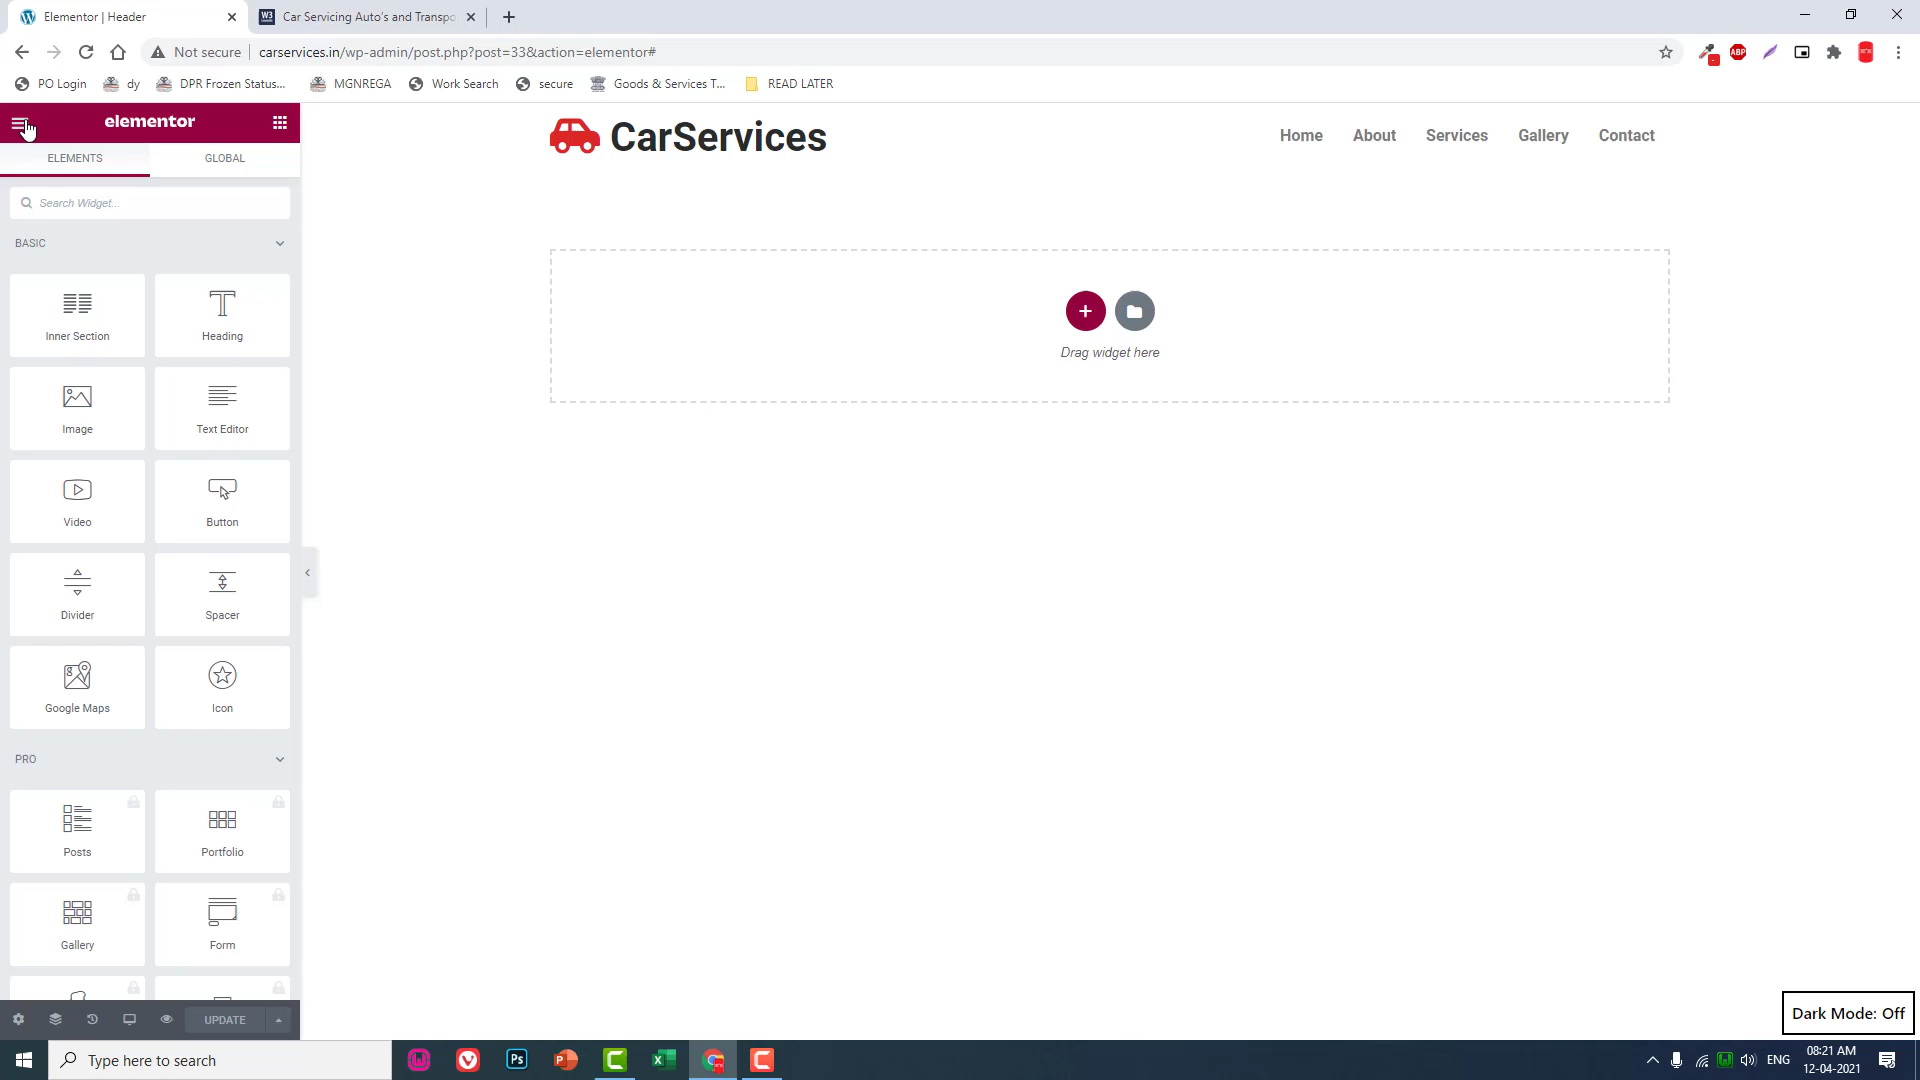 Elementor | Header
Car Servicing Auto's and Transpo
Not secure
carservices.in/wp-admin/post.php?post=33&action=elementor#
ABP
PO Login
dy
DPR Frozen Status...
MGNREGA
Work Search
secure
Goods & Services T...
READ LATER
elementor
ELEMENTS
GLOBAL
Search Widget...
BASIC
Inner Section
Heading
Image
Text Editor
Video
Button
Divider
Spacer
Google Maps
Icon
PRO
Posts
Portfolio
Gallery
Form
UPDATE
CarServices
Home
About
Services
Gallery
Contact
Drag widget here
Dark Mode: Off
Type here to search
Ps
ENG
08:21 AM
12-04-2021